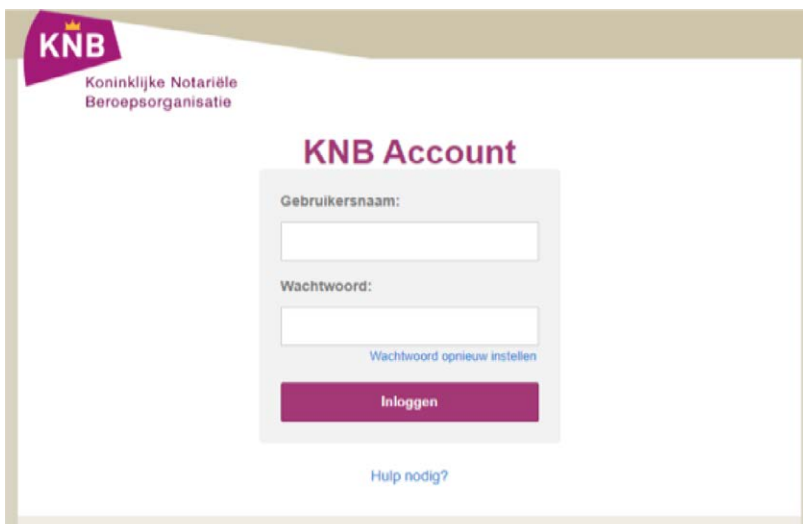 KNB
Koninklijke Notariële
Beroepsorganisatie
KNB Account
Gebruikersnaam:
Wachtwoord:
Wachtwoord opnieuw instellen
Inloggen
Hulp nodig?